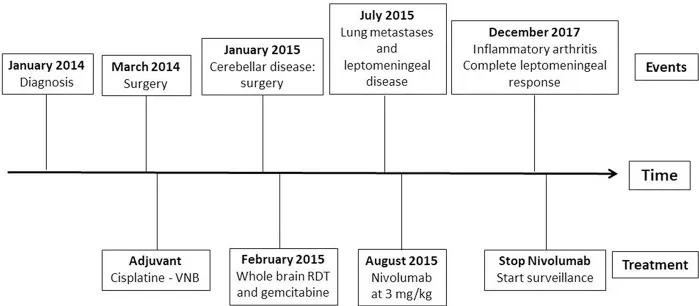 January 2014
Diagnosis
March 2014
Surgery
January 2015
Cerebellar disease:
surgery
July 2015
Lung metastases
and
leptomeningeal
disease
December 2017
Inflammatory arthritis
Complete leptomeningeal
response
Events
Time
Adjuvant
Cisplatine - VNB
February 2015
Whole brain RDT
and gemcitabine
August 2015
Nivolumab
at 3 mg/kg
Stop Nivolumab
Start surveillance
Treatment